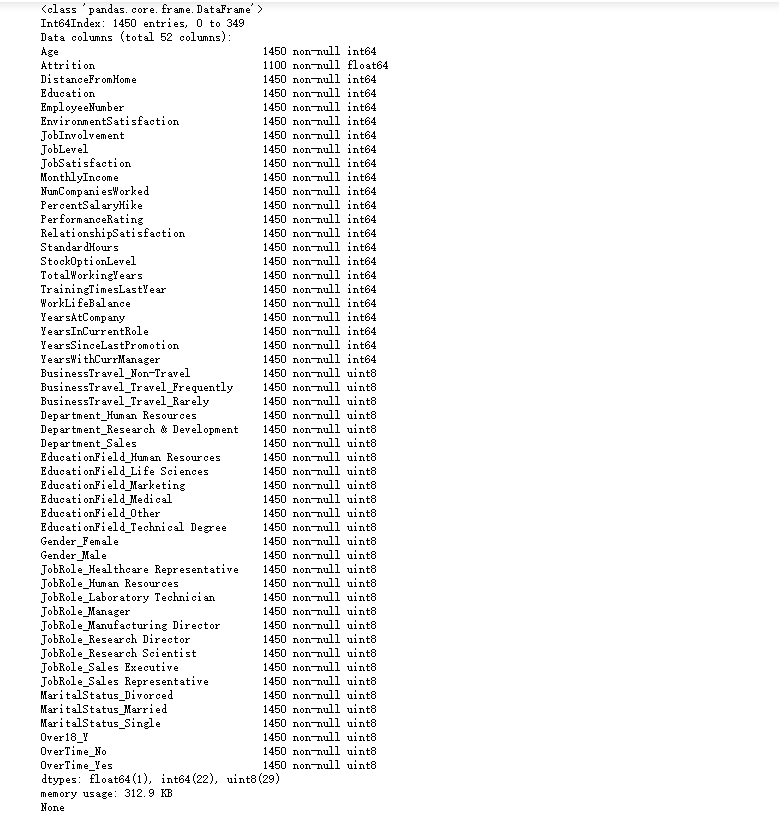 <class 'pandas.core.frame.DataFrame'>
Int64Index: 1450 entries, 0 to 349
Data columns (total 52 columns):
Age                                  1450 non-null int64
Attrition                            1100 non-null float64
DistanceFromHome                     1450 non-null int64
Education                            1450 non-null int64
EmployeeNumber                       1450 non-null int64
EnvironmentSatisfaction              1450 non-null int64
JobInvolvement                       1450 non-null int64
JobLevel                             1450 non-null int64
JobSatisfaction                      1450 non-null int64
MonthlyIncome                        1450 non-null int64
NumCompaniesWorked                   1450 non-null int64
PercentSalaryHike                    1450 non-null int64
PerformanceRating                    1450 non-null int64
RelationshipSatisfaction             1450 non-null int64
StandardHours                        1450 non-null int64
StockOptionLevel                     1450 non-null int64
TotalWorkingYears                    1450 non-null int64
TrainingTimesLastYear                1450 non-null int64
WorkLifeBalance                      1450 non-null int64
YearsAtCompany                       1450 non-null int64
YearsInCurrentRole                   1450 non-null int64
YearsSinceLastPromotion              1450 non-null int64
YearsWithCurrManager                 1450 non-null int64
BusinessTravel_Non-Travel            1450 non-null uint8
BusinessTravel_Travel_Frequently     1450 non-null uint8
BusinessTravel_Travel_Rarely         1450 non-null uint8
Department_Human Resources           1450 non-null uint8
Department_Research & Development    1450 non-null uint8
Department_Sales                     1450 non-null uint8
EducationField_Human Resources       1450 non-null uint8
EducationField_Life Sciences         1450 non-null uint8
EducationField_Marketing             1450 non-null uint8
EducationField_Medical               1450 non-null uint8
EducationField_Other                 1450 non-null uint8
EducationField_Technical Degree      1450 non-null uint8
Gender_Female                        1450 non-null uint8
Gender_Male                          1450 non-null uint8
JobRole_Healthcare Representative    1450 non-null uint8
JobRole_Human Resources              1450 non-null uint8
JobRole_Laboratory Technician        1450 non-null uint8
JobRole_Manager                      1450 non-null uint8
JobRole_Manufacturing Director       1450 non-null uint8
JobRole_Research Director            1450 non-null uint8
JobRole_Research Scientist           1450 non-null uint8
JobRole_Sales Executive              1450 non-null uint8
JobRole_Sales Representative         1450 non-null uint8
MaritalStatus_Divorced               1450 non-null uint8
MaritalStatus_Married                1450 non-null uint8
MaritalStatus_Single                 1450 non-null uint8
Over18_Y                             1450 non-null uint8
OverTime_No                          1450 non-null uint8
OverTime_Yes                         1450 non-null uint8
dtypes: float64(1), int64(22), uint8(29)
memory usage: 312.9 KB
None